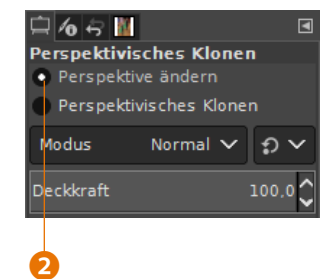 Perspektivisches Klonen
Perspektive ändern
Perspektivisches Klonen
Modus Normal
Deckkraft 100,0
2